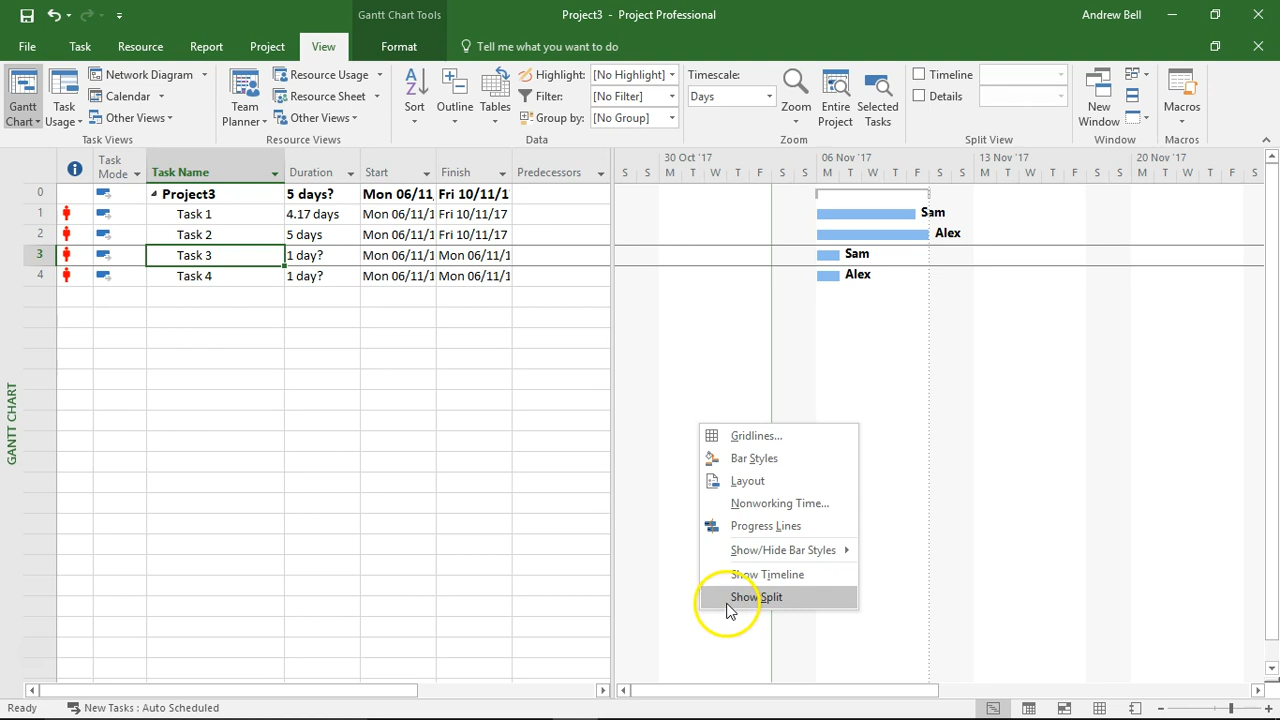 Gantt Chart Tools
Project3 - Project Professional
Andrew Bell
File
Task
Resource
Report
Project
View
Format
Tell me what you want to do
Gantt Chart
Task Usage
Network Diagram
Calendar
Other Views
Task Views
Team Planner
Resource Usage
Resource Sheet
Other Views
Resource Views
Sort
Outline
Tables
Highlight: [No Highlight]
Filter: [No Filter]
Group by: [No Group]
Data
Timescale:
Days
Zoom
Entire Project
Selected Tasks
Zoom
Timeline
Details
Split View
New Window
Window
Macros
Macros
Task Mode
Task Name
Duration
Start
Finish
Predecessors
30 Oct '17
06 Nov '17
13 Nov '17
20 Nov '17
S S M T W T F S S M T W T F S S M T W T F S S M T W T F S
0 Project3 5 days? Mon 06/11 Fri 10/11/1
1 Task 1 4.17 days Mon 06/11/1 Fri 10/11/17 Sam
2 Task 2 5 days Mon 06/11/1 Fri 10/11/17 Alex
3 Task 3 1 day? Mon 06/11/1 Mon 06/11/1 Sam
4 Task 4 1 day? Mon 06/11/1 Mon 06/11/1 Alex
GANTT CHART
Gridlines...
Bar Styles
Layout
Nonworking Time...
Progress Lines
Show/Hide Bar Styles
Show Timeline
Show Split
Ready
New Tasks : Auto Scheduled